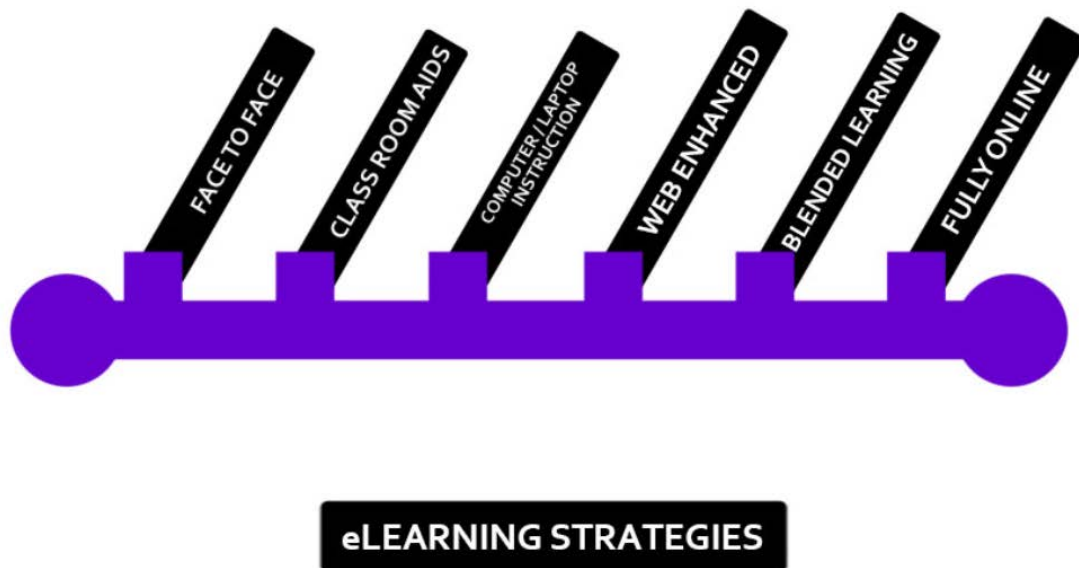 FACE TO FACE
CLASS ROOM AIDS
COMPUTER / LAPTOP
INSTRUCTION
WEB ENHANCED
BLENDED LEARNING
FULLY ONLINE
eLEARNING STRATEGIES